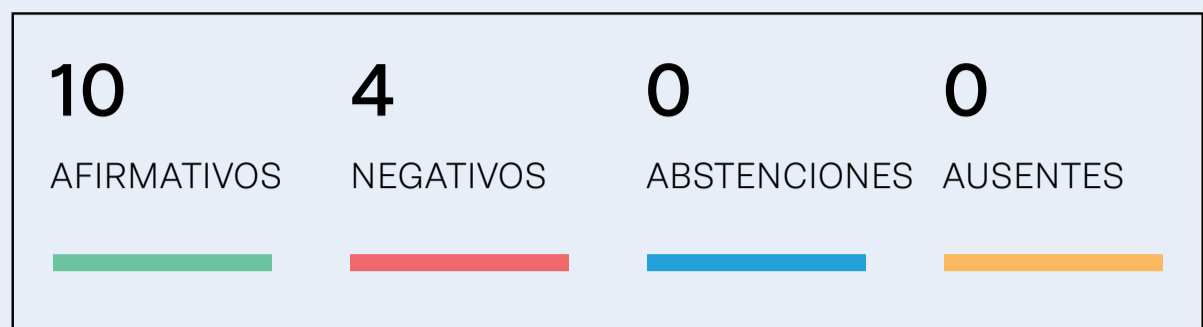 10 4 0 0
AFIRMATIVOS NEGATIVOS ABSTENCIONES AUSENTES